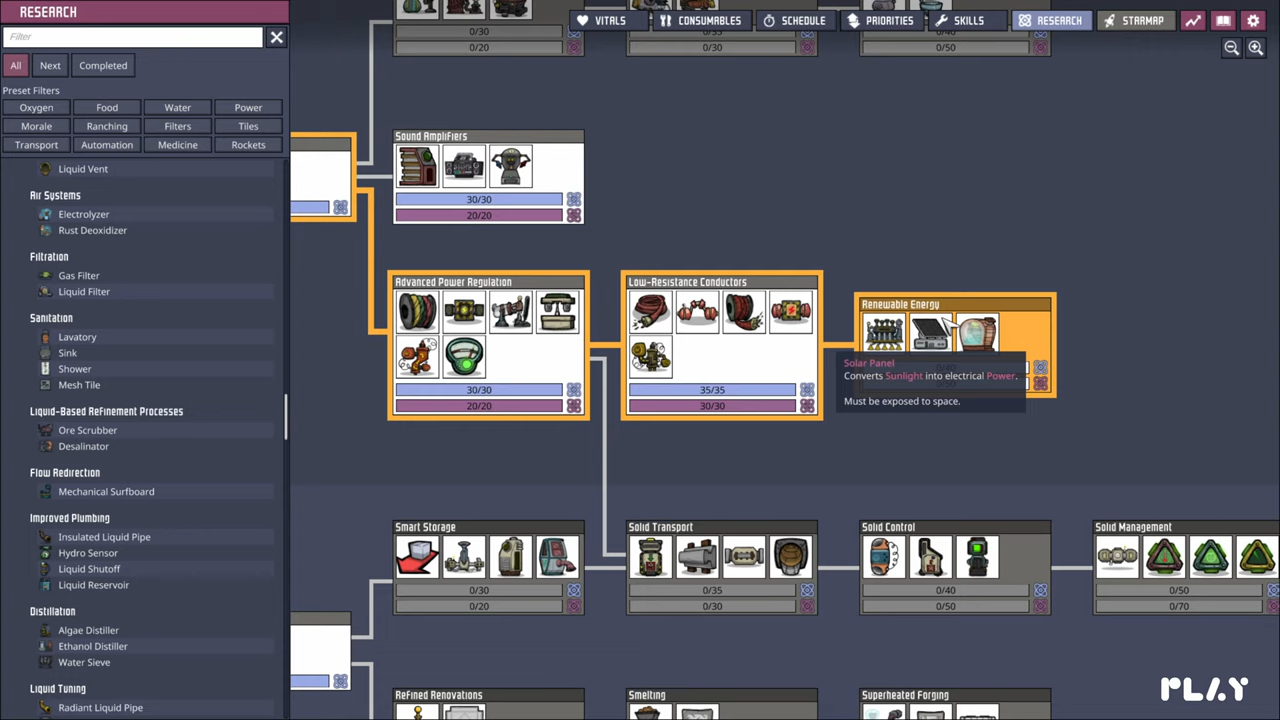 RESEARCH
VITALS
CONSUMABLES
SCHEDULE
PRIORITIES
SKILLS
RESEARCH
STARMAP
Filter
All
Next
Completed
Preset Filters
Oxygen
Food
Water
Power
Morale
Ranching
Filters
Tiles
Transport
Automation
Medicine
Rockets
Liquid Vent
Air Systems
Electrolyzer
Rust Deoxidizer
Filtration
Gas Filter
Liquid Filter
Sanitation
Lavatory
Sink
Shower
Mesh Tile
Liquid-Based Refinement Processes
Ore Scrubber
Desalinator
Flow Redirection
Mechanical Surfboard
Improved Plumbing
Insulated Liquid Pipe
Hydro Sensor
Liquid Shutoff
Liquid Reservoir
Distillation
Algae Distiller
Ethanol Distiller
Water Sieve
Liquid Tuning
Radiant Liquid Pipe
0/30
0/20
0/50
Sound Amplifiers
30/30
20/20
Advanced Power Regulation
30/30
20/20
Low-Resistance Conductors
35/35
30/30
Renewable Energy
Solar Panel
Converts Sunlight into electrical Power.
Must be exposed to space.
Smart Storage
0/30
0/20
Solid Transport
0/35
0/30
Solid Control
0/40
0/50
Solid Management
0/50
0/70
Refined Renovations
Smelting
Superheated Forging
PLAY